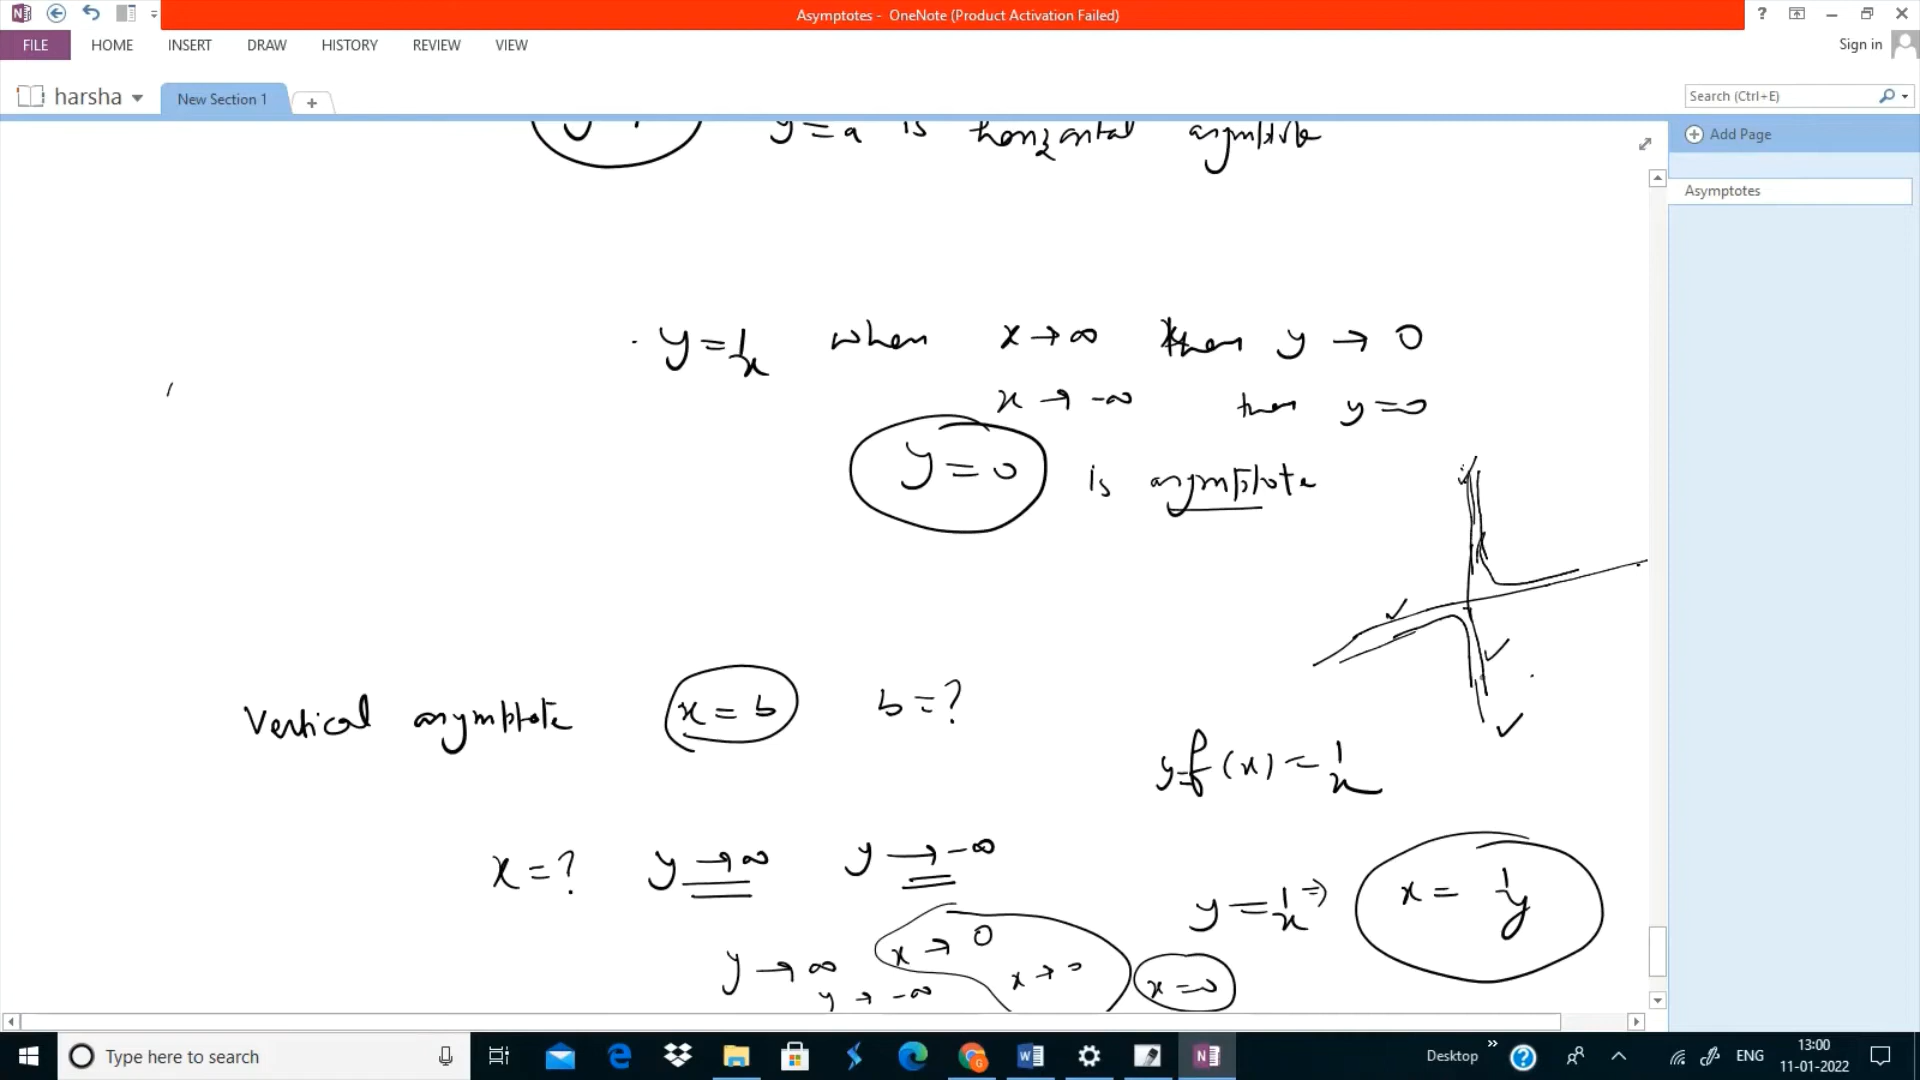 Asymptotes - OneNote (Product Activation Failed)
?
FILE HOME INSERT DRAW HISTORY REVIEW VIEW
Sign in
harsha New Section 1 +
Search (Ctrl+E)
Add Page
Asymptotes
y = a is horizontal asymptote
y = 1/x when x → ∞ then y → 0
x → -∞ then y = 0
y = 0 is asymptote
Vertical asymptote x = b b = ?
y = f(x) = 1/x
x = ? y → ∞ y → -∞
y = 1/x ⇒ x = 1/y
y → ∞ x → 0
y → -∞ x → x = 0
Type here to search
Desktop » ENG 13:00
11-01-2022